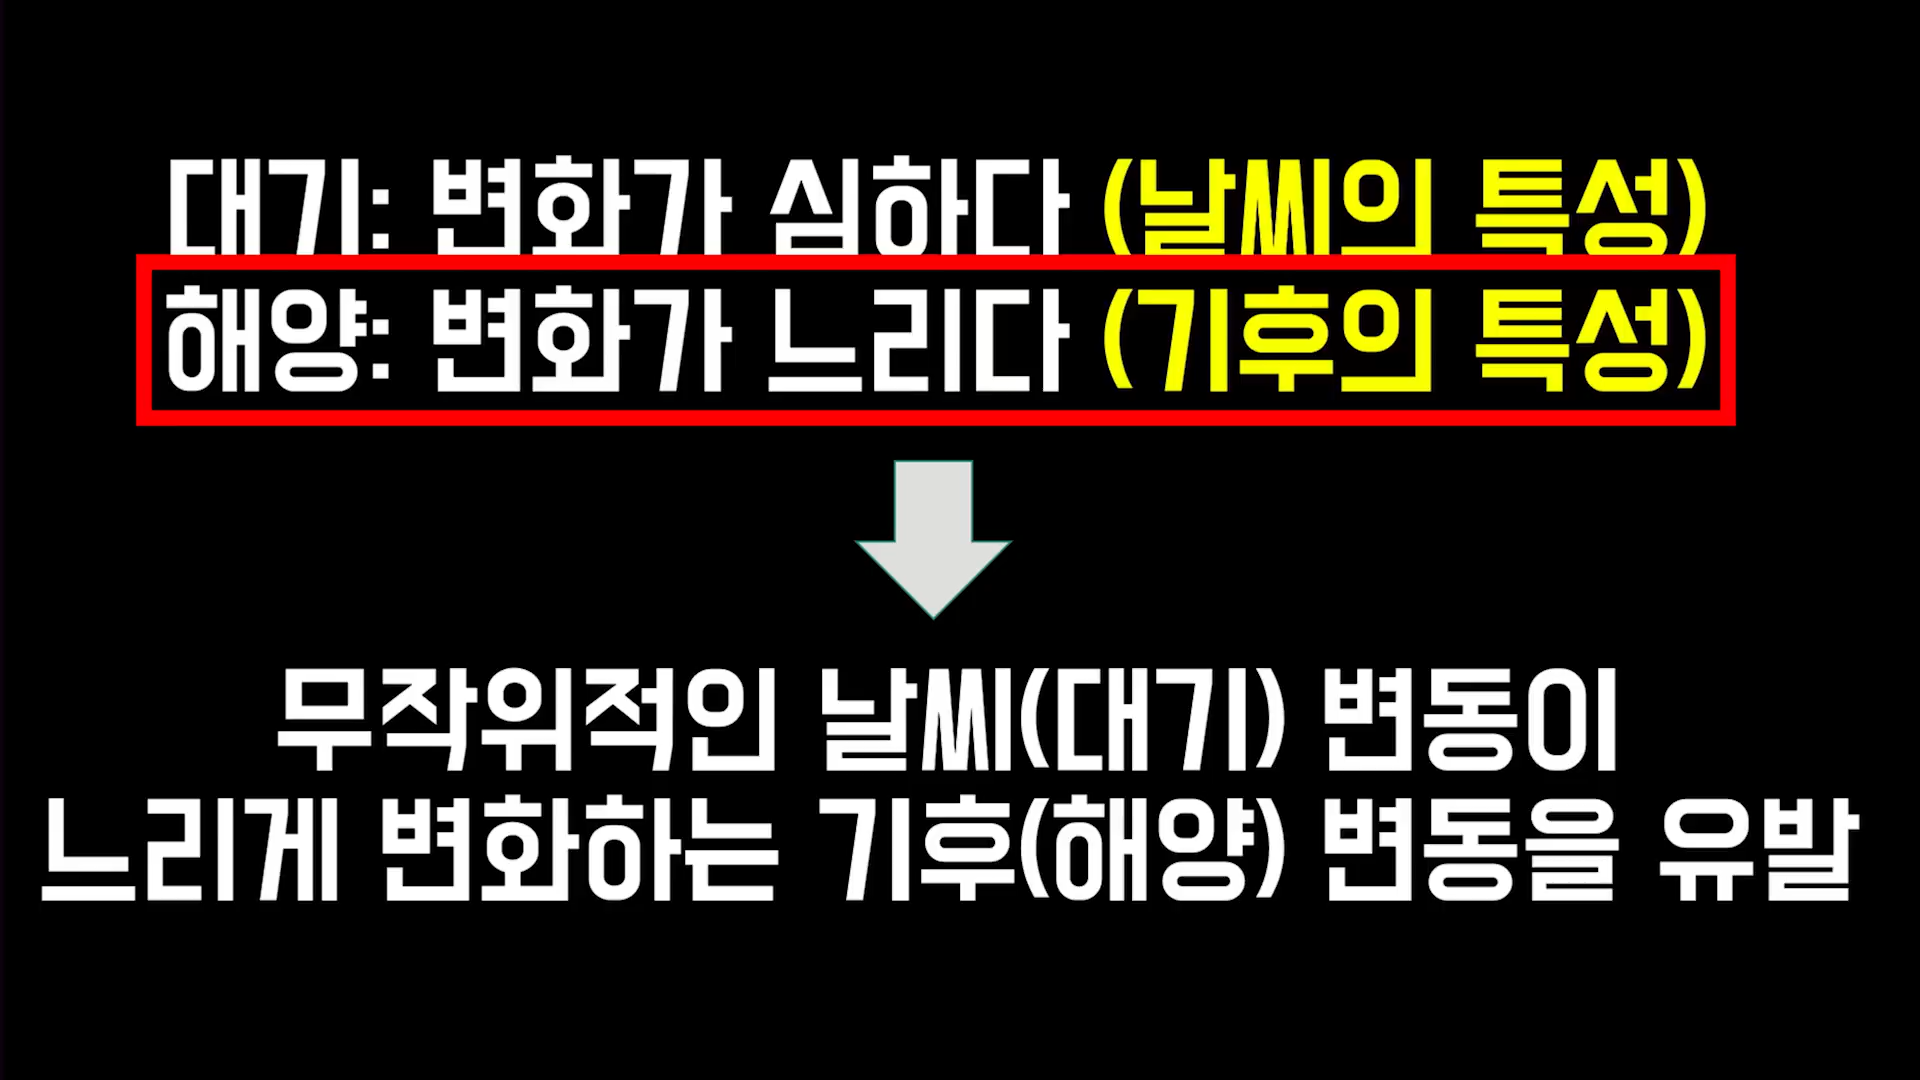 대기: 변화가 심하다 (날씨의 특성)
해양: 변화가 느리다 (기후의 특성)
무작위적인 날씨(대기) 변동이
느리게 변화하는 기후(해양) 변동을 유발